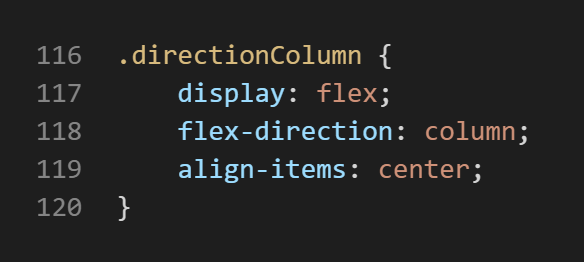 116 .directionColumn {
117     display: flex;
118     flex-direction: column;
119     align-items: center;
120 }